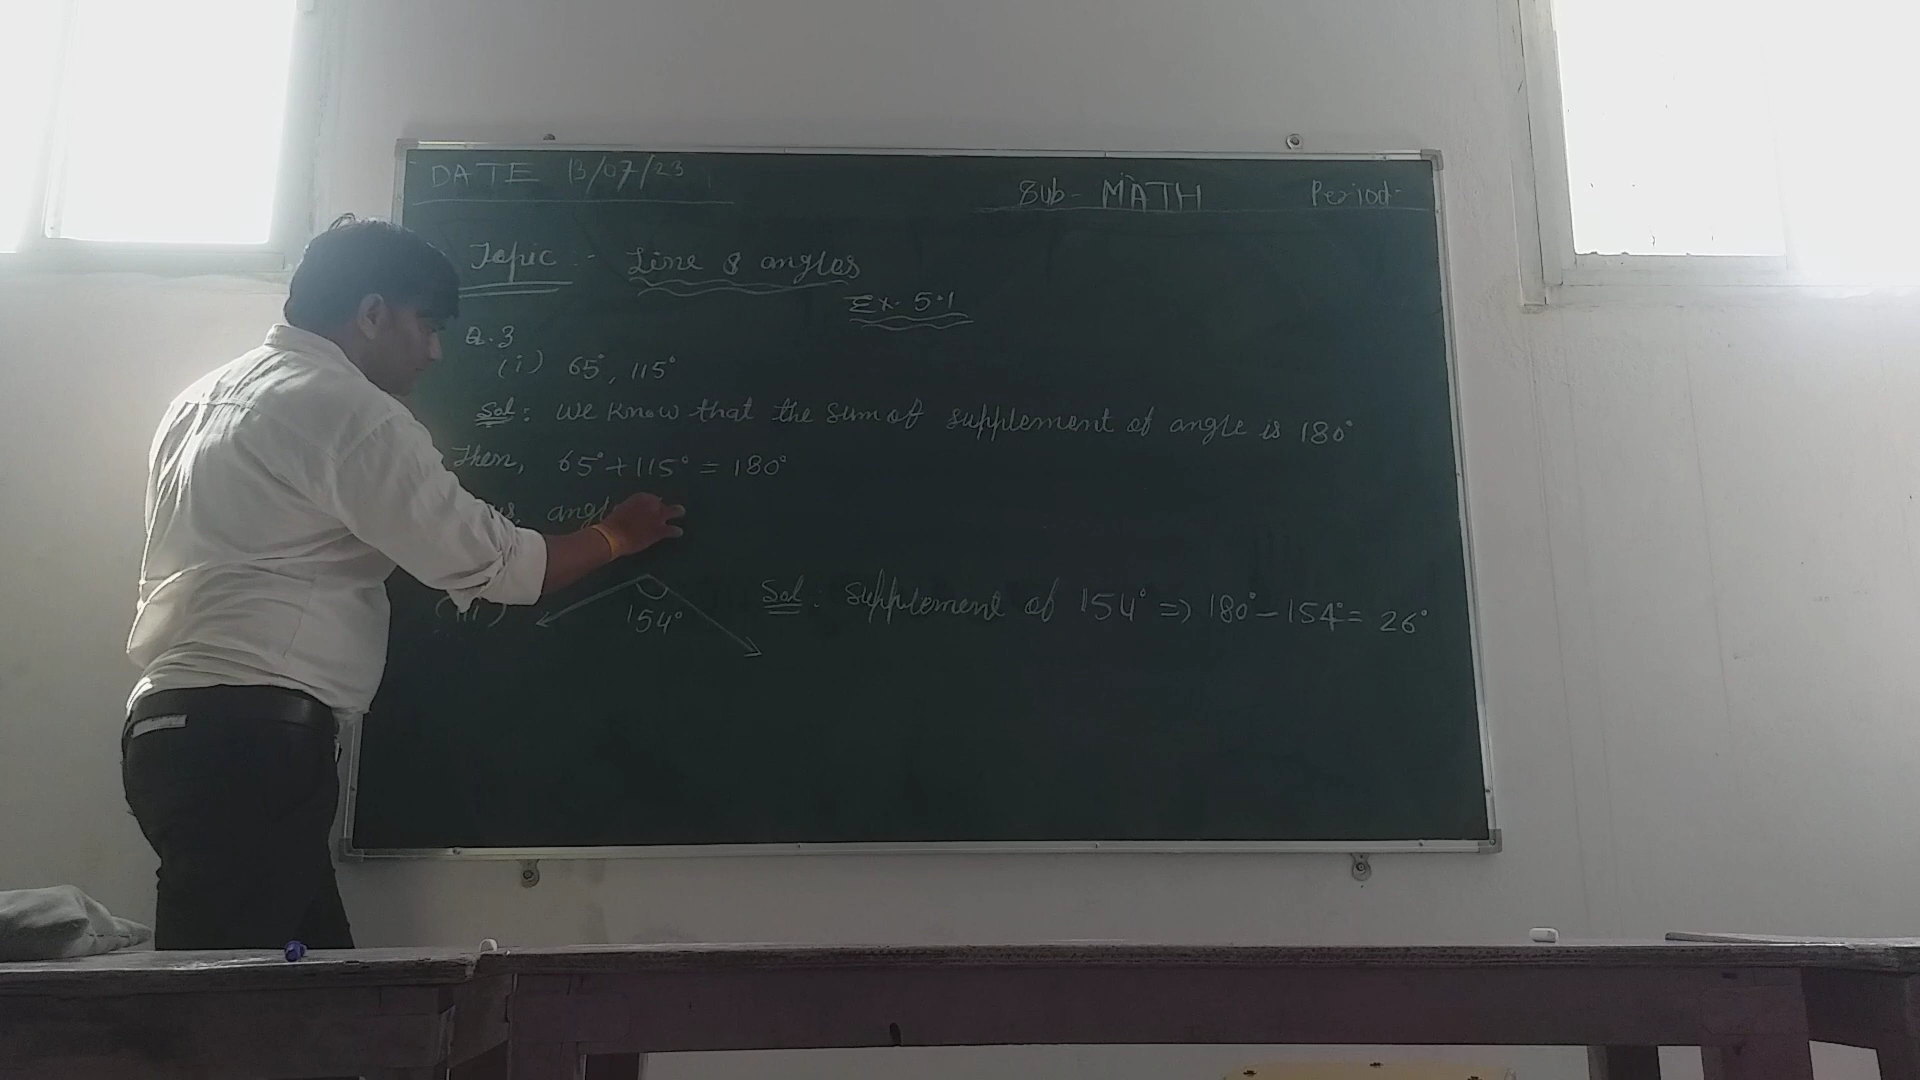 DATE 13/07/23
Sub- MATH Period-
Topic :- Line & angles
Ex. 5.1
Q.3
(i) 65°, 115°
Sol: We know that the sum of supplement of angle is 180°
Then, 65° + 115° = 180°
(iii) 154° Sol: Supplement of 154° => 180° - 154° = 26°